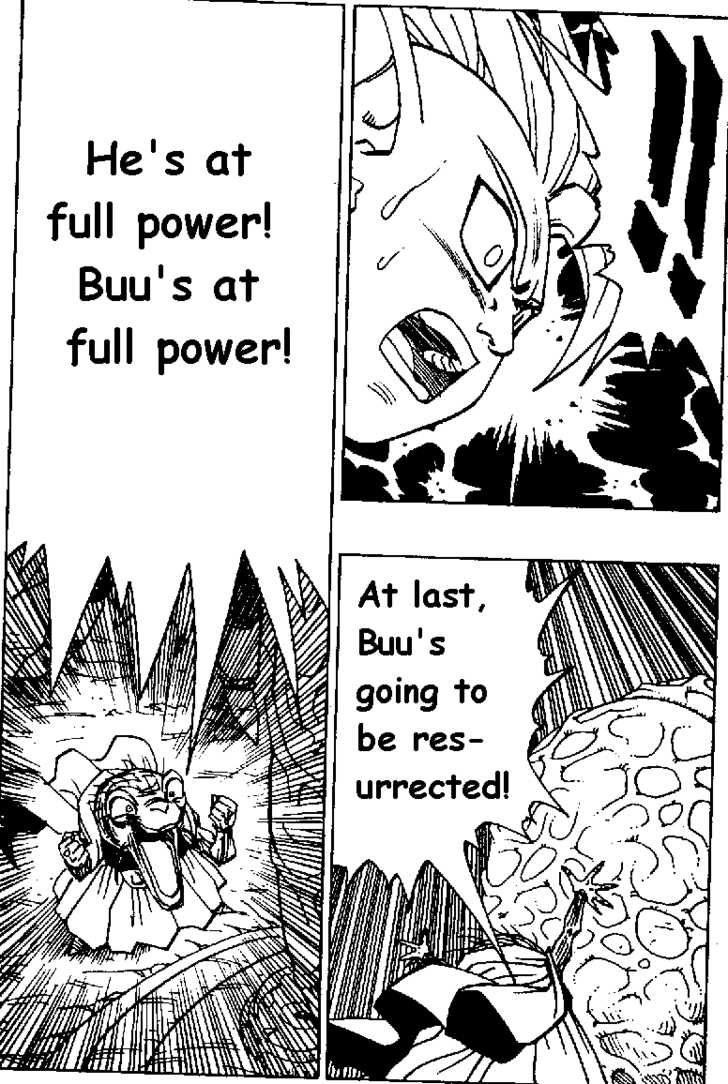 He's at
full power!
Buu's at
full power!
At last,
Buu's
going to
be res-
urrected!